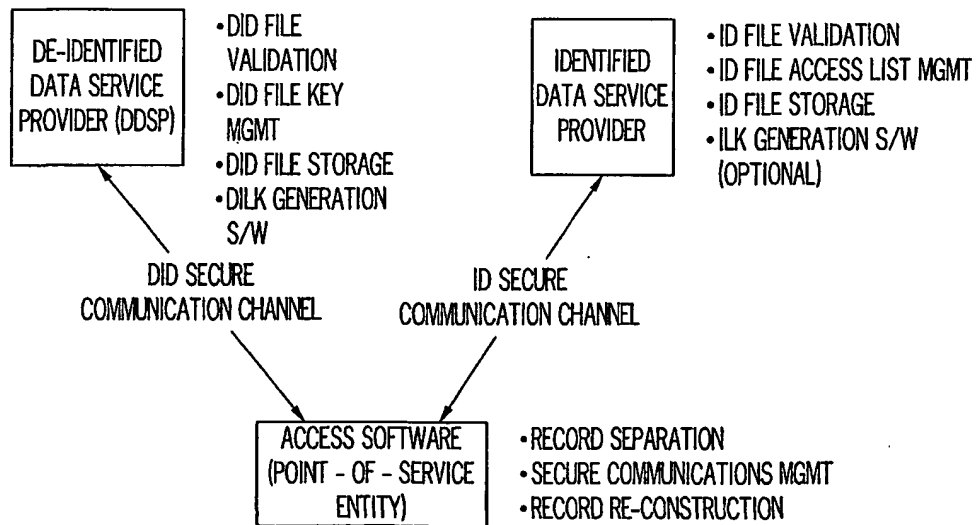 DE-IDENTIFIED
DATA SERVICE
PROVIDER (DDSP)
•DID FILE
VALIDATION
•DID FILE KEY
MGMT
•DID FILE STORAGE
•DILK GENERATION
S/W
IDENTIFIED
DATA SERVICE
PROVIDER
•ID FILE VALIDATION
•ID FILE ACCESS LIST MGMT
•ID FILE STORAGE
•ILK GENERATION S/W
(OPTIONAL)
DID SECURE
COMMUNICATION CHANNEL
ID SECURE
COMMUNICATION CHANNEL
ACCESS SOFTWARE
(POINT - OF - SERVICE
ENTITY)
•RECORD SEPARATION
•SECURE COMMUNICATIONS MGMT
•RECORD RE-CONSTRUCTION